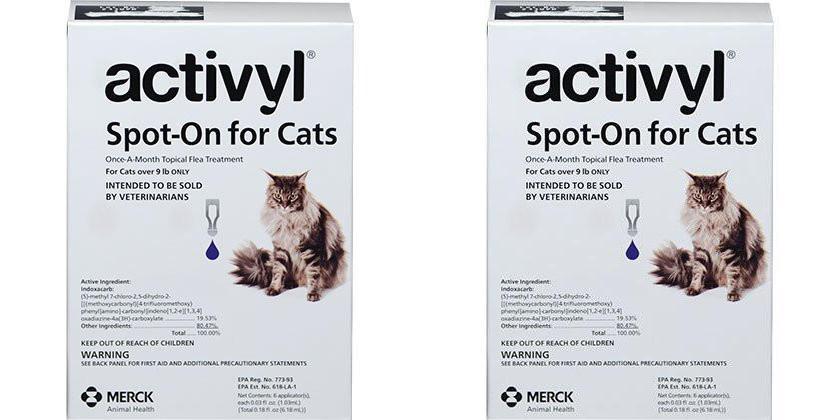 activyl®
Spot-On for Cats
Once-A-Month Topical Flea Treatment
For Cats over 9 lb ONLY
INTENDED TO BE SOLD
BY VETERINARIANS
Active Ingredient:
Indoxacarb:
(S)-methyl 7-chloro-2,5-dihydro-2-
[[(methoxycarbonyl)[4-trifluoromethoxy)
phenyl]amino]-carbonyl]indeno[1,2-e][1,3,4]
oxadiazine-4a(3H)-carboxylate ........ 19.53%
Other Ingredients: ........ 80.47%
Total ..... 100.00%
KEEP OUT OF REACH OF CHILDREN
WARNING
SEE BACK PANEL FOR FIRST AID AND ADDITIONAL PRECAUTIONARY STATEMENTS
MERCK
Animal Health
EPA Reg. No. 773-93
EPA Est. No. 618-LA-1
Net Contents: 6 applicator(s),
each 0.03 fl oz. (1.03mL)
[Total 0.18 fl oz (6.18 mL)]
activyl®
Spot-On for Cats
Once-A-Month Topical Flea Treatment
For Cats over 9 lb ONLY
INTENDED TO BE SOLD
BY VETERINARIANS
Active Ingredient:
Indoxacarb:
(S)-methyl 7-chloro-2,5-dihydro-2-
[[(methoxycarbonyl)[4-trifluoromethoxy)
phenyl]amino]-carbonyl]indeno[1,2-e][1,3,4]
oxadiazine-4a(3H)-carboxylate ........ 19.53%
Other Ingredients: ........ 80.47%
Total ..... 100.00%
KEEP OUT OF REACH OF CHILDREN
WARNING
SEE BACK PANEL FOR FIRST AID AND ADDITIONAL PRECAUTIONARY STATEMENTS
MERCK
Animal Health
EPA Reg. No. 773-93
EPA Est. No. 618-LA-1
Net Contents: 6 applicator(s),
each 0.03 fl oz. (1.03mL)
[Total 0.18 fl oz (6.18 mL)]